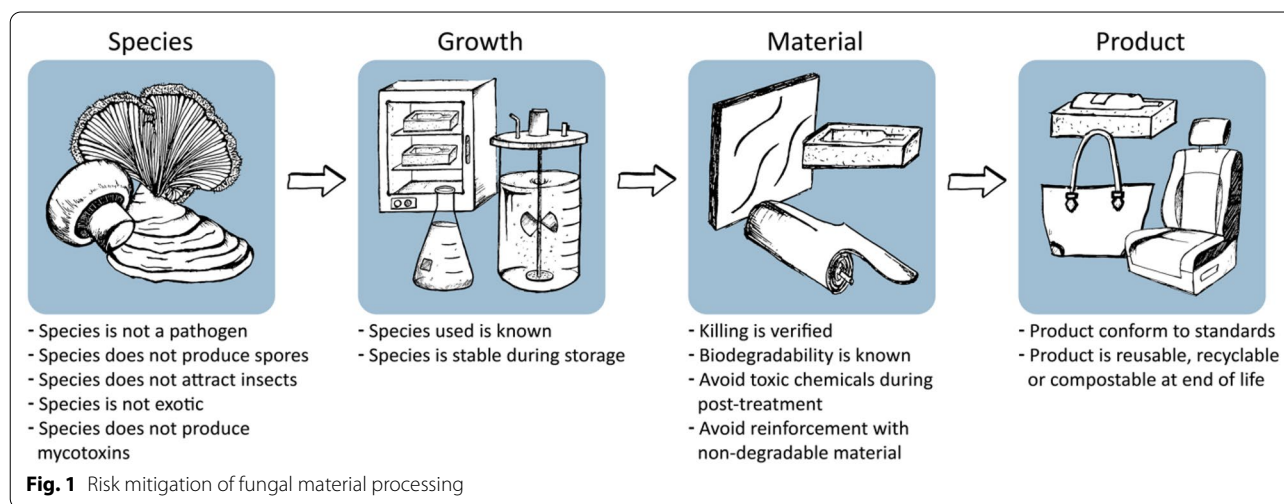 Species
- Species is not a pathogen
- Species does not produce spores
- Species does not attract insects
- Species is not exotic
- Species does not produce
mycotoxins
Growth
- Species used is known
- Species is stable during storage
Material
- Killing is verified
- Biodegradability is known
- Avoid toxic chemicals during
post-treatment
- Avoid reinforcement with
non-degradable material
Product
- Product conform to standards
- Product is reusable, recyclable
or compostable at end of life
Fig. 1 Risk mitigation of fungal material processing